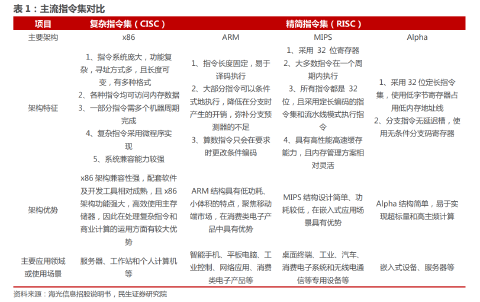 表 1：主流指令集对比
项目 复杂指令集（CISC） 精简指令集（RISC）
主要架构 x86 ARM MIPS Alpha
架构特征
1、指令系统庞大，功能复
杂，寻址方式多，且长度可
变，有多种格式
2、各种指令均可访问内存数据
3、一部分指令需多个机器周期
完成
4、复杂指令采用微程序实
现
5、系统兼容能力较强
1、指令长度固定，易于
译码执行
2、大部分指令可以条件
式地执行，降低在分支时
产生的开销，弥补分支预
测器的不足
3、算数指令只会在要求
时更改条件编码
1、采用 32 位寄存器
2、大多数指令在一个周
期内执行
3、所有指令都是 32
位，且采用定长编码的指
令集和流水线模式执行指
令
4、具有高性能高速缓存
能力，且内存管理方案相
对灵活
1、采用 32 位定长指令
集，使用低字节寄存器占
用低内存地址线
2、分支指令无延迟槽，使
用无条件分支码寄存器
架构优势
x86 架构兼容性强，配套软件
及开发工具相对成熟，且 x86
架构功能强大，高效使用主存
储器，因此在处理复杂指令和
商业计算的运用方面有较大优
势
ARM 结构具有低功耗、
小体积的特点，聚焦移动
端市场，在消费类电子产
品中具有优势
MIPS 结构设计简单、功
耗较低，在嵌入式应用场
景具有优势
Alpha 结构简单，易于实
现超标量和高主频计算
主要应用领域
或使用场景
服务器、工作站和个人计算机
等
智能手机、平板电脑、工
业控制、网络应用、消费
类电子产品等
桌面终端、工业、汽车、
消费电子系统和无线电通
信等专用设备等
嵌入式设备、服务器等
资料来源：海光信息招股说明书，民生证券研究院